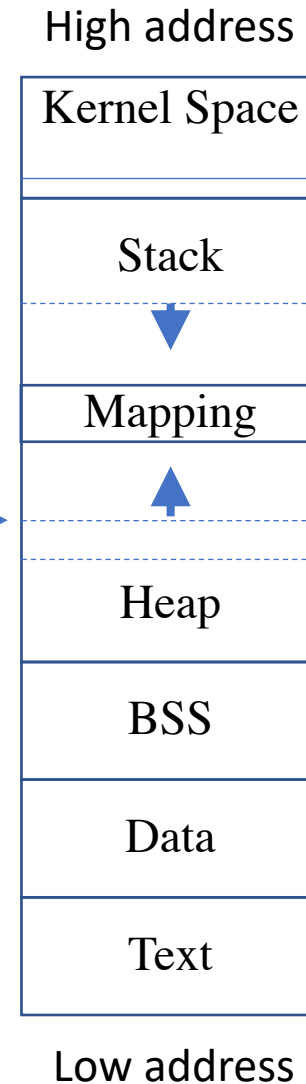 High address
Kernel Space
Stack
Mapping
Heap
BSS
Data
Text
Low address